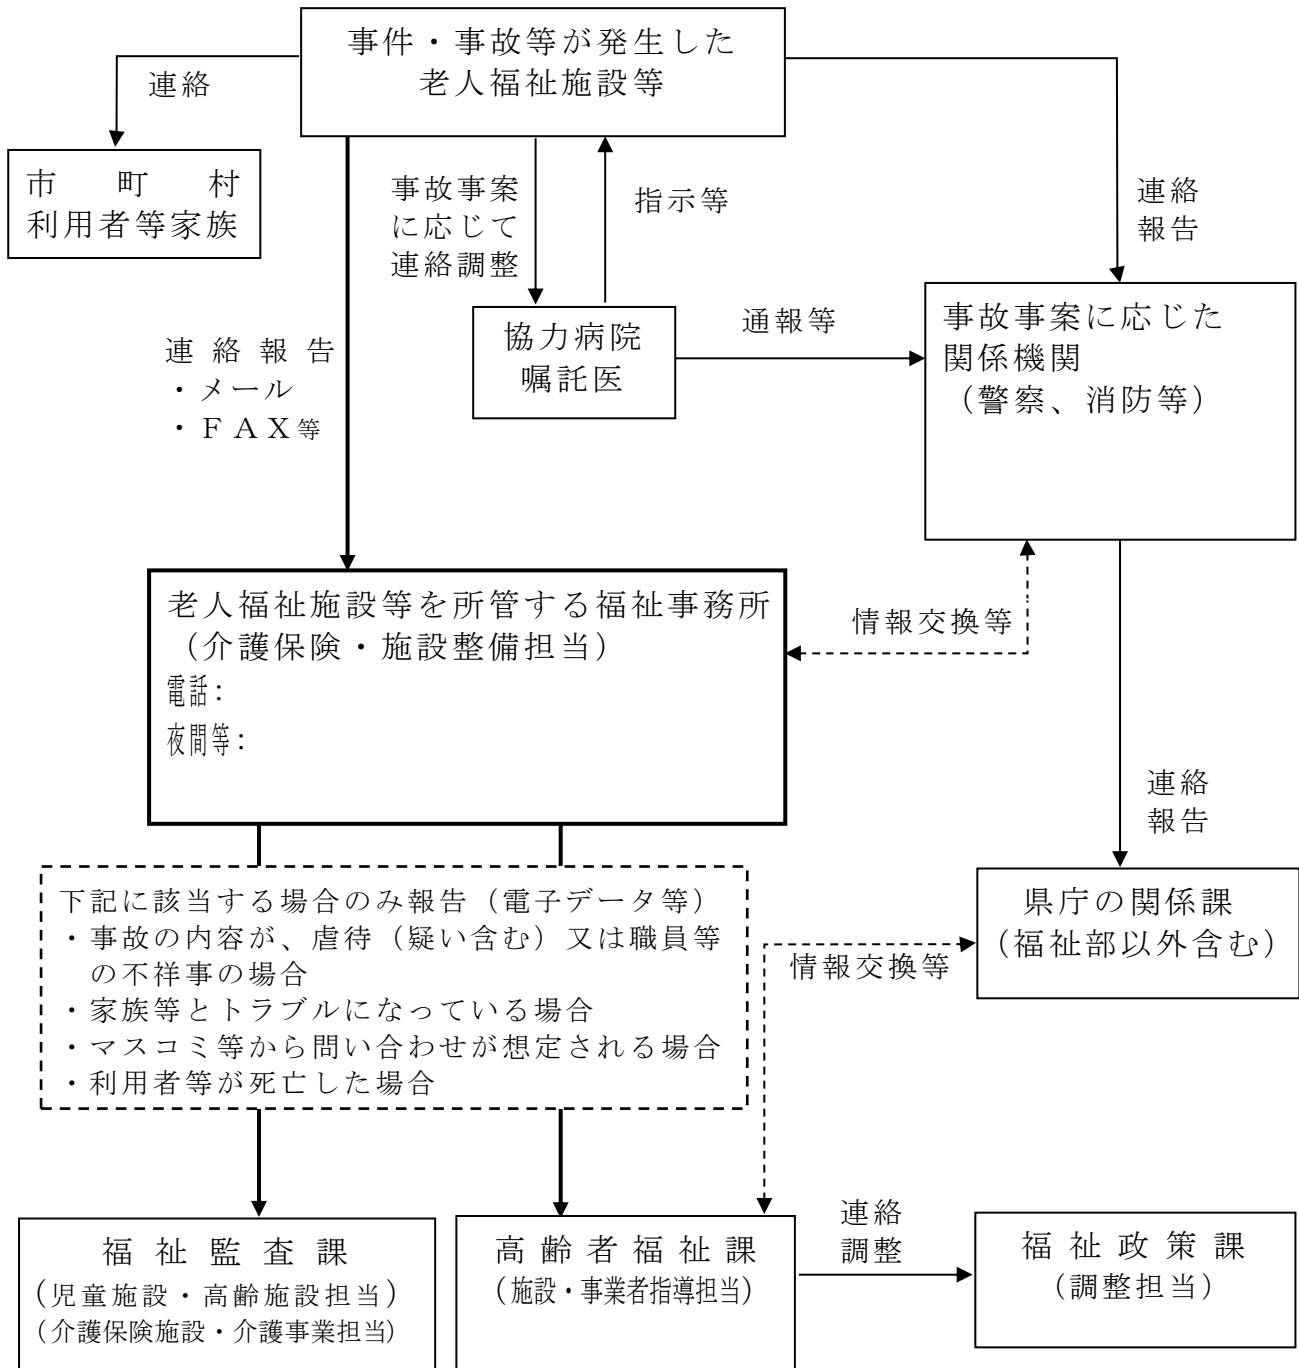 事件・事故等が発生した
老人福祉施設等
連絡
市町村
利用者等家族
事故事案
に応じて
連絡調整
指示等
連絡
報告
協力病院
嘱託医
通報等
事故事案に応じた
関係機関
（警察、消防等）
連絡報告
・メール
・ＦＡＸ等
老人福祉施設等を所管する福祉事務所
（介護保険・施設整備担当）
電話：
夜間等：
情報交換等
連絡
報告
下記に該当する場合のみ報告（電子データ等）
・事故の内容が、虐待（疑い含む）又は職員等
の不祥事の場合
・家族等とトラブルになっている場合
・マスコミ等から問い合わせが想定される場合
・利用者等が死亡した場合
情報交換等
県庁の関係課
（福祉部以外含む）
福祉監査課
（児童施設・高齢施設担当）
（介護保険施設・介護事業担当）
高齢者福祉課
（施設・事業者指導担当）
連絡
調整
福祉政策課
（調整担当）